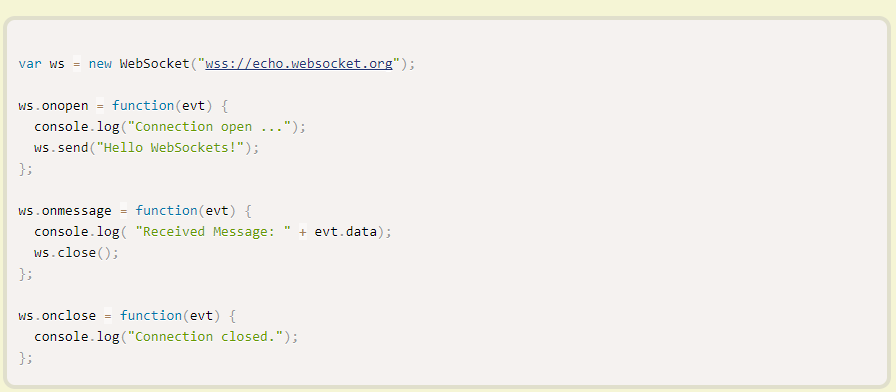 var ws = new WebSocket("wss://echo.websocket.org");
ws.onopen = function(evt) {
  console.log("Connection open ...");
  ws.send("Hello WebSockets!");
};
ws.onmessage = function(evt) {
  console.log( "Received Message: " + evt.data);
  ws.close();
};
ws.onclose = function(evt) {
  console.log("Connection closed.");
};